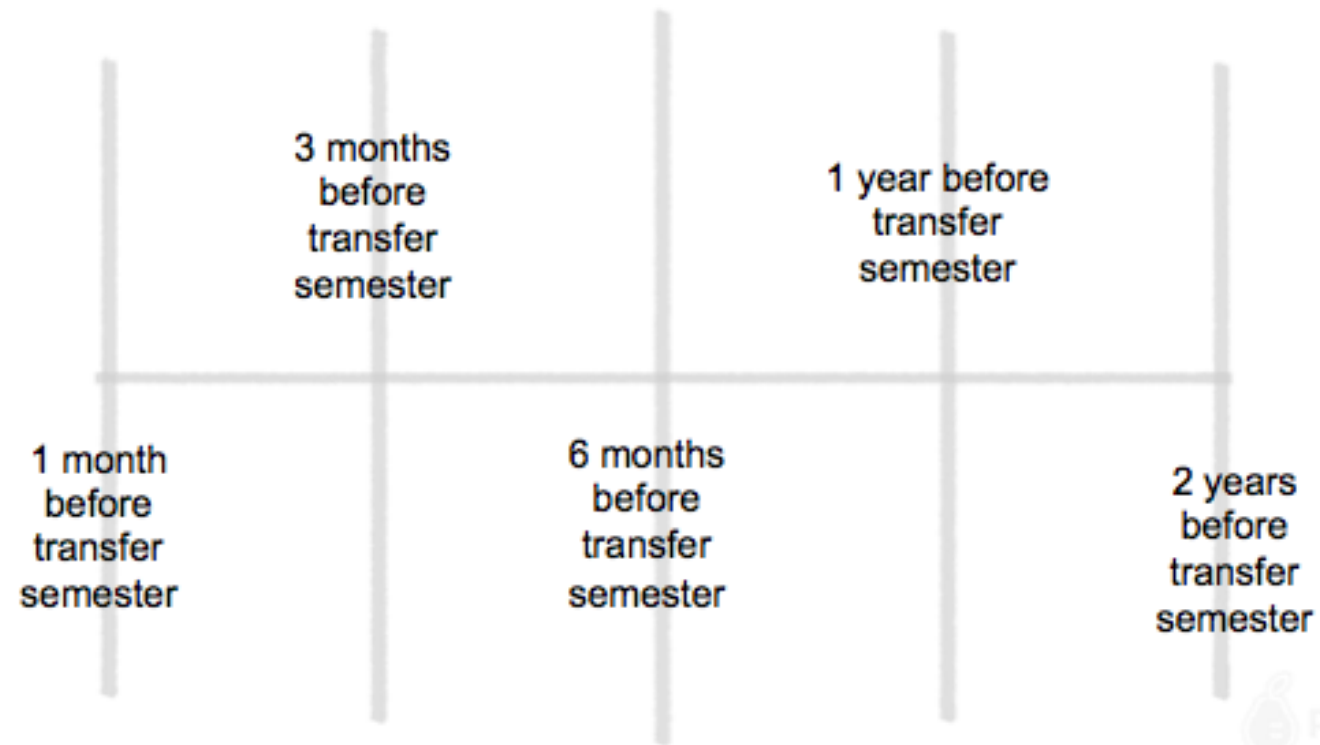 3 months
before
transfer
semester
1 year before
transfer
semester
1 month
before
transfer
semester
6 months
before
transfer
semester
2 years
before
transfer
semester